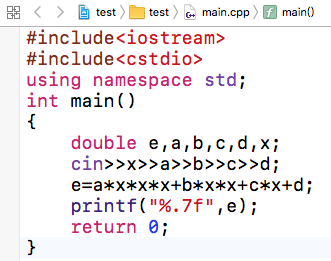 test > test > main.cpp > f main()
#include<iostream>
#include<cstdio>
using namespace std;
int main()
{
    double e,a,b,c,d,x;
    cin>>x>>a>>b>>c>>d;
    e=a*x*x*x+b*x*x+c*x+d;
    printf("%.7f",e);
    return 0;
}